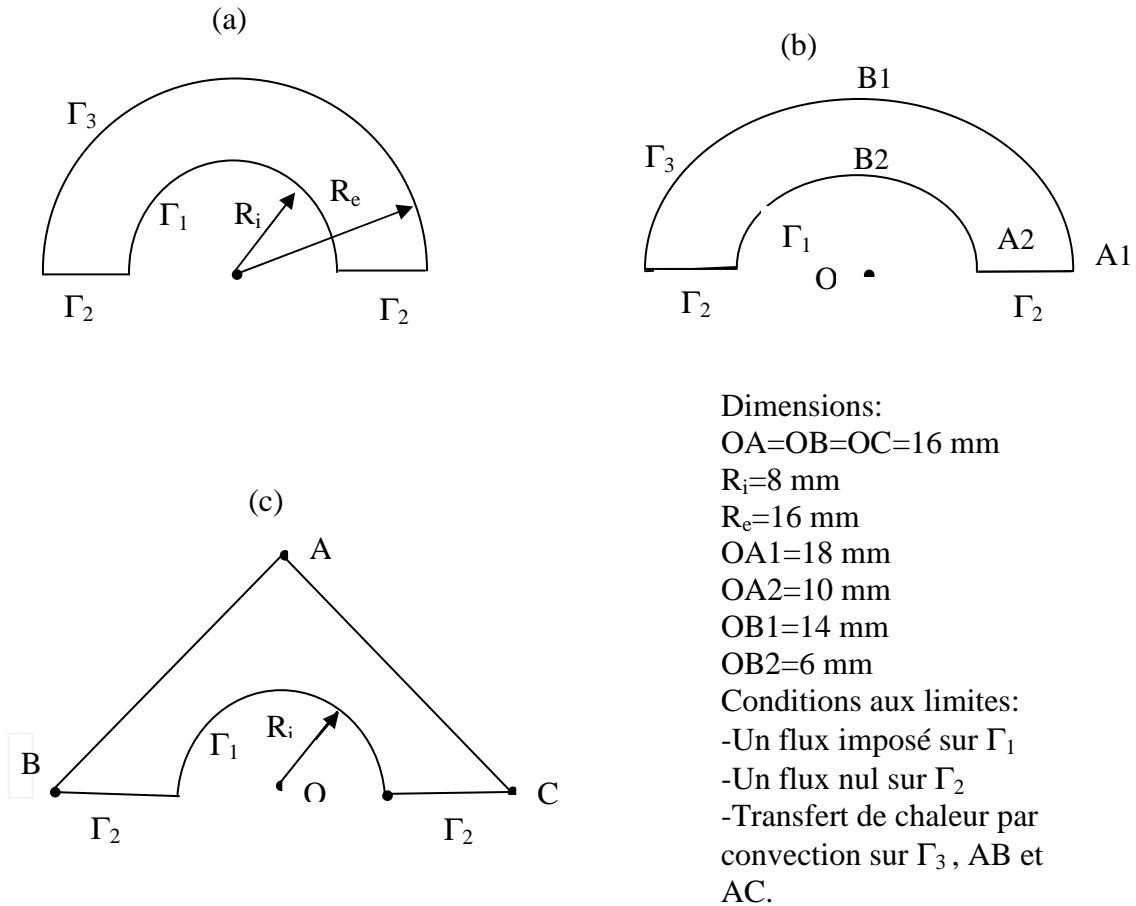 (a)
Γ₃
Γ₁
Rᵢ
Rₑ
Γ₂
Γ₂
(b)
B1
Γ₃
B2
Γ₁
A2
A1
O
Γ₂
Γ₂
(c)
A
Γ₁
Rᵢ
B
O
C
Γ₂
Γ₂
Dimensions:
OA=OB=OC=16 mm
Rᵢ=8 mm
Rₑ=16 mm
OA1=18 mm
OA2=10 mm
OB1=14 mm
OB2=6 mm
Conditions aux limites:
-Un flux imposé sur Γ₁
-Un flux nul sur Γ₂
-Transfert de chaleur par
convection sur Γ₃ , AB et
AC.